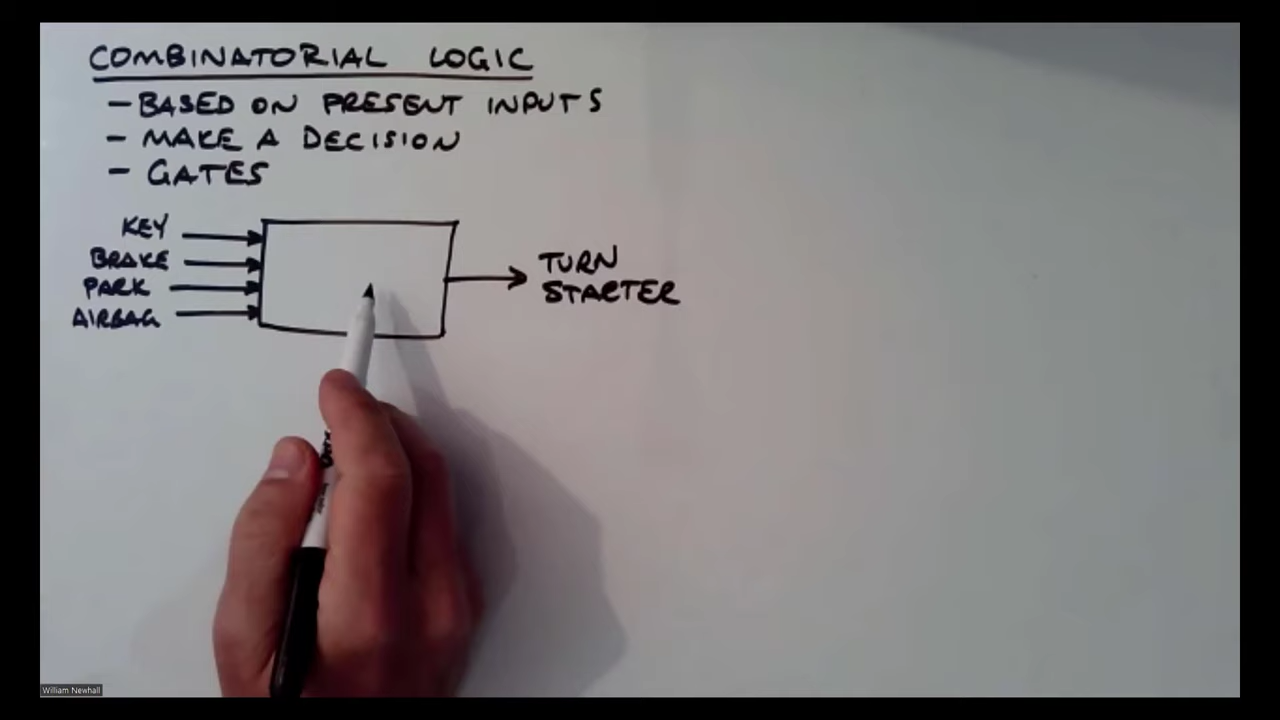 COMBINATORIAL LOGIC
- BASED ON PRESENT INPUTS
- MAKE A DECISION
- GATES
KEY
BRAKE
PARK
AIRBAG
TURN
STARTER
William Newhall